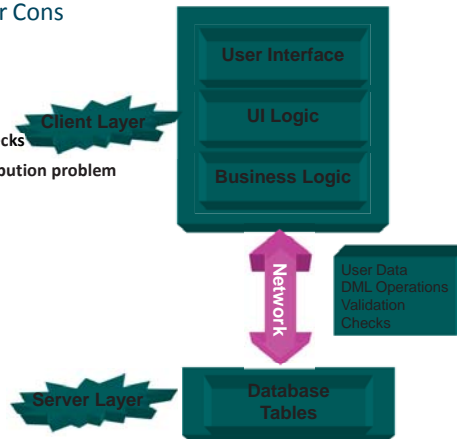 r Cons
User Interface
Client Layer
UI Logic
cks
bution problem
Business Logic
Network
User Data
DML Operations
Validation
Checks
Server Layer
Database
Tables